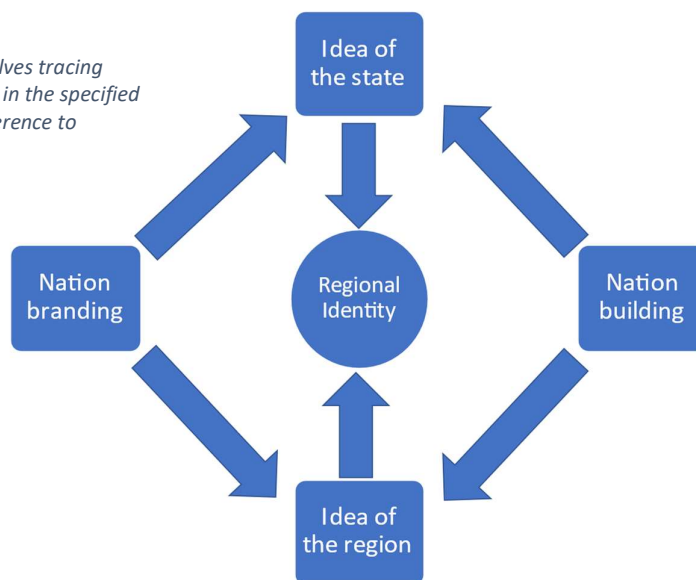 lves tracing
in the specified
erence to
Idea of
the state
Nation
branding
Regional
Identity
Nation
building
Idea of
the region